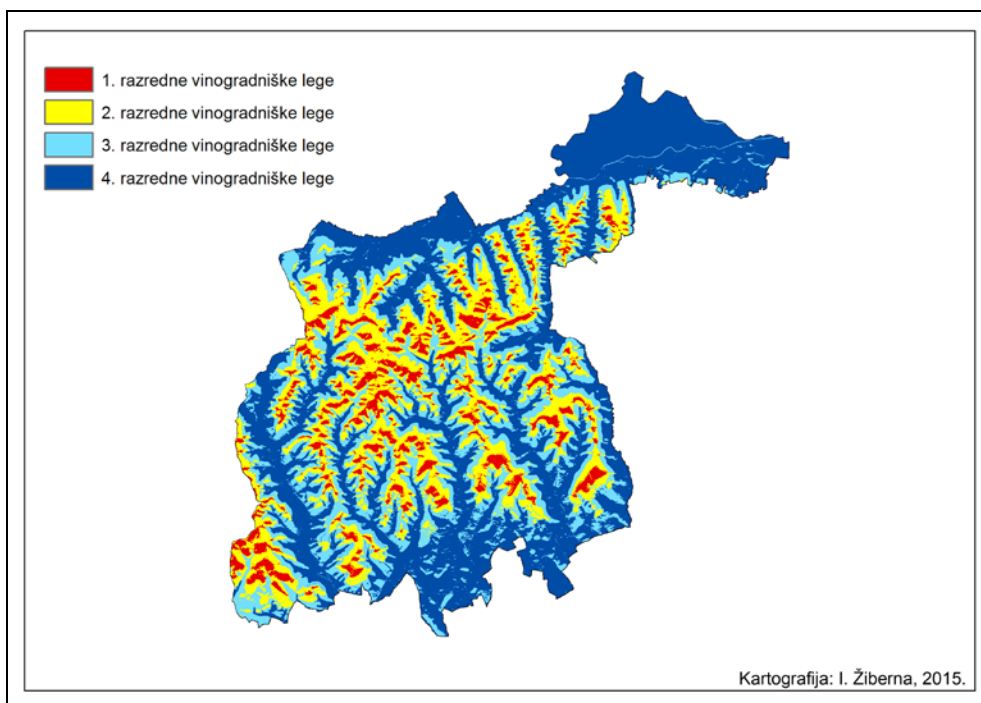 1. razredne vinogradniške lege
2. razredne vinogradniške lege
3. razredne vinogradniške lege
4. razredne vinogradniške lege
Kartografija: I. Žiberna, 2015.